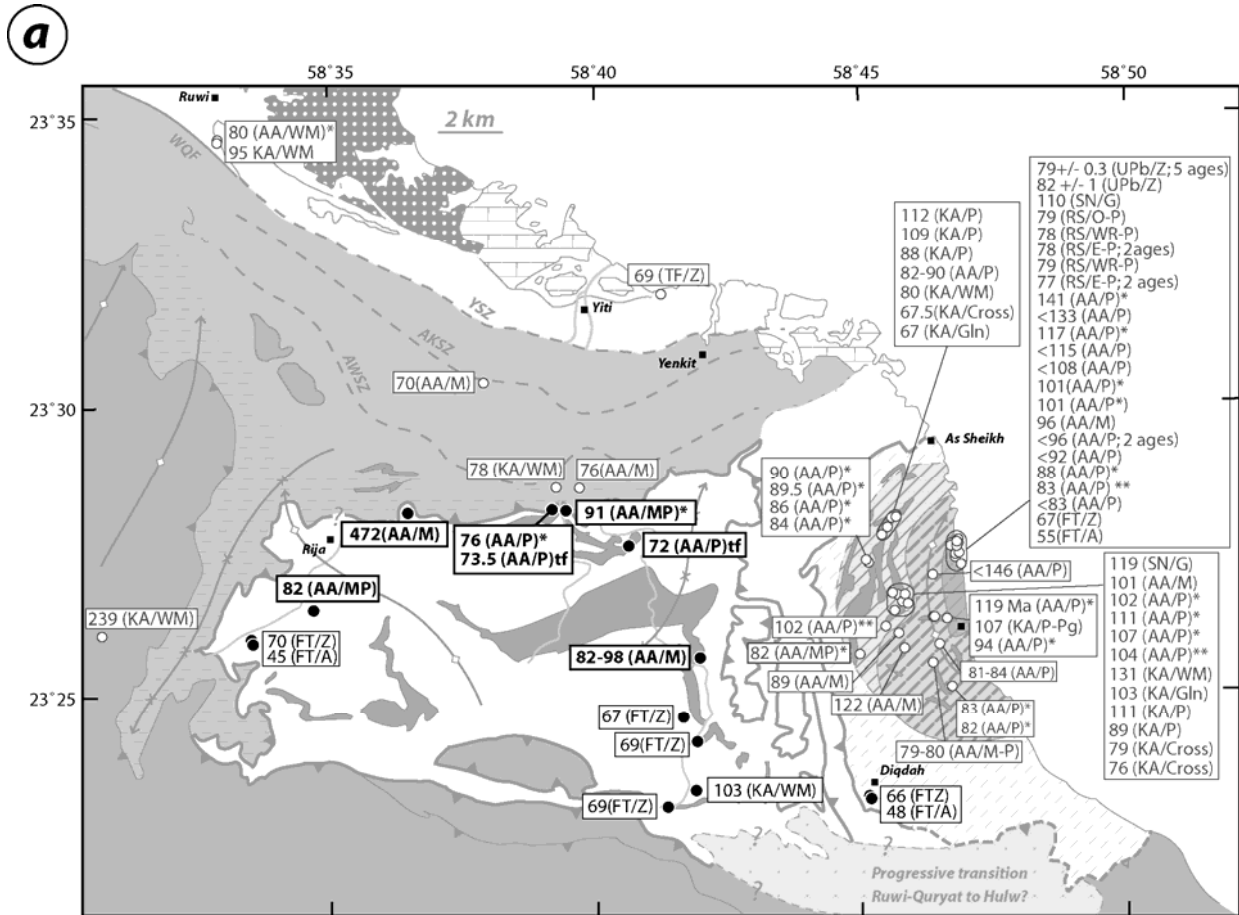 a
58˚35
58˚40
58˚45
58˚50
23˚35
23˚30
23˚25
Ruwi
80 (AA/WM)*
95 KA/WM
WQF
2 km
69 (TF/Z)
Yiti
YSZ
AKSZ
AWSZ
Yenkit
70(AA/M)
As Sheikh
112 (KA/P)
109 (KA/P)
88 (KA/P)
82-90 (AA/P)
80 (KA/WM)
67.5(KA/Cross)
67 (KA/Gln)
79+/- 0.3 (UPb/Z; 5 ages)
82 +/- 1 (UPb/Z)
110 (SN/G)
79 (RS/O-P)
78 (RS/WR-P)
78 (RS/E-P; 2ages)
79 (RS/WR-P)
77 (RS/E-P; 2 ages)
141 (AA/P)*
<133 (AA/P)
117 (AA/P)*
<115 (AA/P)
<108 (AA/P)
101(AA/P)*
101 (AA/P*)
96 (AA/M)
<96 (AA/P; 2 ages)
<92 (AA/P)
88 (AA/P)*
83 (AA/P) **
<83 (AA/P)
67(FT/Z)
55(FT/A)
78 (KA/WM)
76(AA/M)
90 (AA/P)*
89.5 (AA/P)*
86 (AA/P)*
84 (AA/P)*
?
472(AA/M)
Rija
76 (AA/P)*
73.5 (AA/P)tf
91 (AA/MP)*
72 (AA/P)tf
82 (AA/MP)
<146 (AA/P)
119 (SN/G)
101 (AA/M)
102 (AA/P)*
111 (AA/P)*
107 (AA/P)*
104 (AA/P)**
131 (KA/WM)
103 (KA/Gln)
111 (KA/P)
89 (KA/P)
79 (KA/Cross)
76 (KA/Cross)
119 Ma (AA/P)*
107 (KA/P-Pg)
94 (AA/P)*
239 (KA/WM)
70 (FT/Z)
45 (FT/A)
82-98 (AA/M)
102 (AA/P)**
82 (AA/MP)*
89 (AA/M)
122 (AA/M)
81-84 (AA/P)
83 (AA/P)*
82 (AA/P)*
79-80 (AA/M-P)
67 (FT/Z)
69(FT/Z)
103 (KA/WM)
69(FT/Z)
Diqdah
66 (FTZ)
48 (FT/A)
?
?
?
Progressive transition
Ruwi-Quryat to Hulw?